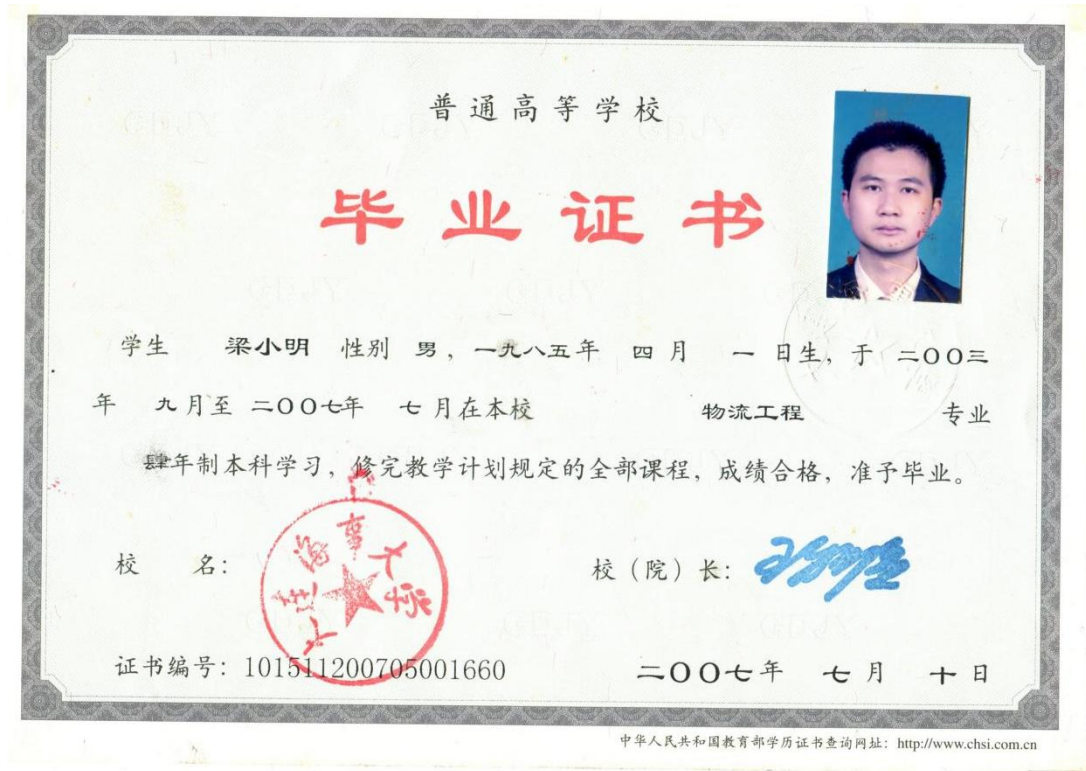 普通高等学校
毕业证书
学生 梁小明 性别 男，一九八五年 四月 一日生，于 二〇〇三
年 九月至 二〇〇七年 七月在本校 物流工程 专业
肆年制本科学习，修完教学计划规定的全部课程，成绩合格，准予毕业。
校 名：
大连海事大学
校（院）长：
证书编号：101511200705001660
二〇〇七年 七月 十日
中华人民共和国教育部学历证书查询网址：http://www.chsi.com.cn